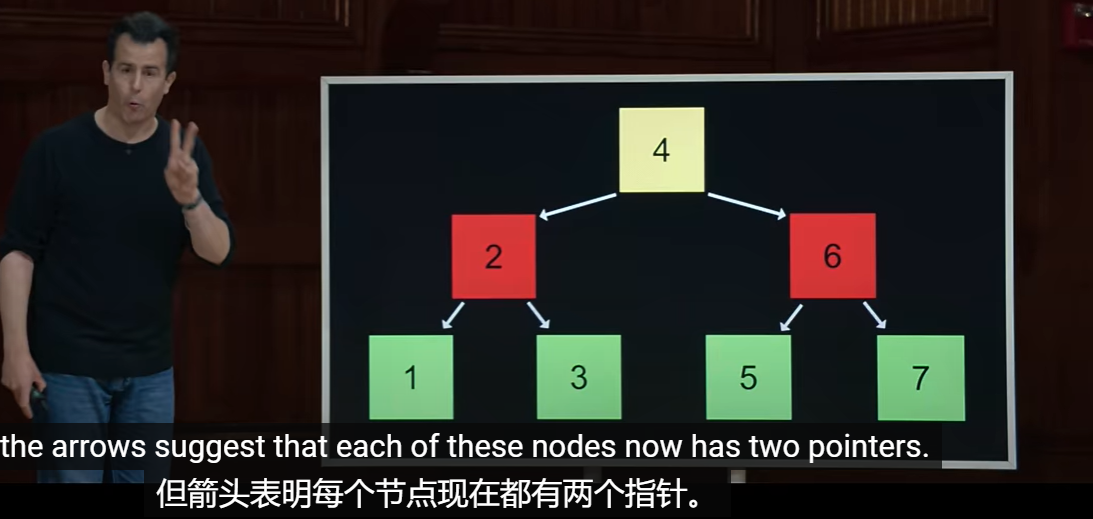 4
2 6
1 3 5 7
the arrows suggest that each of these nodes now has two pointers.
但箭头表明每个节点现在都有两个指针。